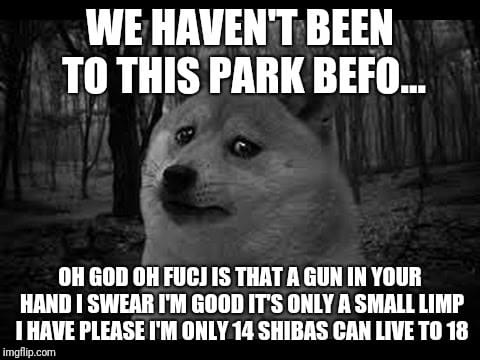 WE HAVEN'T BEEN
TO THIS PARK BEFO...
OH GOD OH FUCJ IS THAT A GUN IN YOUR
HAND I SWEAR I'M GOOD IT'S ONLY A SMALL LIMP
I HAVE PLEASE I'M ONLY 14 SHIBAS CAN LIVE TO 18
imgflip.com